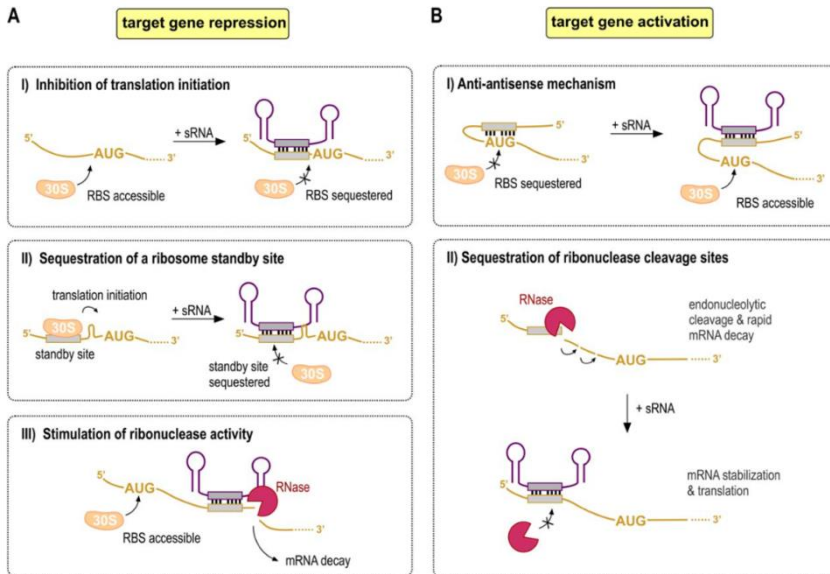 A
target gene repression
I) Inhibition of translation initiation
5'
AUG
3'
30S
RBS accessible
+ sRNA
5'
AUG
3'
30S
RBS sequestered
II) Sequestration of a ribosome standby site
translation initiation
5'
30S
AUG
3'
standby site
+ sRNA
5'
AUG
3'
standby site
sequestered
30S
III) Stimulation of ribonuclease activity
5'
AUG
RNase
30S
RBS accessible
3'
mRNA decay
B
target gene activation
I) Anti-antisense mechanism
5'
AUG
3'
30S
RBS sequestered
+ sRNA
5'
AUG
3'
30S
RBS accessible
II) Sequestration of ribonuclease cleavage sites
RNase
5'
AUG
3'
endonucleolytic
cleavage & rapid
mRNA decay
+ sRNA
5'
AUG
3'
mRNA stabilization
& translation